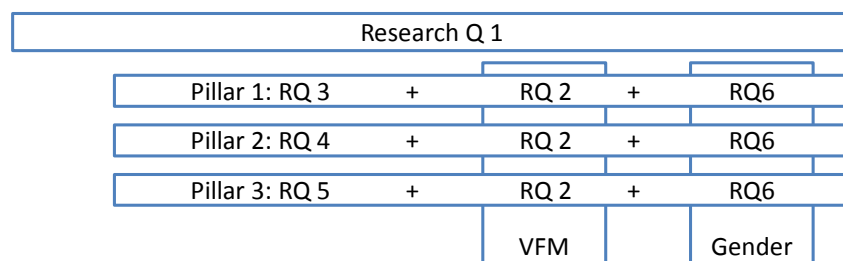 Research Q 1
Pillar 1: RQ 3 + RQ 2 + RQ6
Pillar 2: RQ 4 + RQ 2 + RQ6
Pillar 3: RQ 5 + RQ 2 + RQ6
VFM Gender